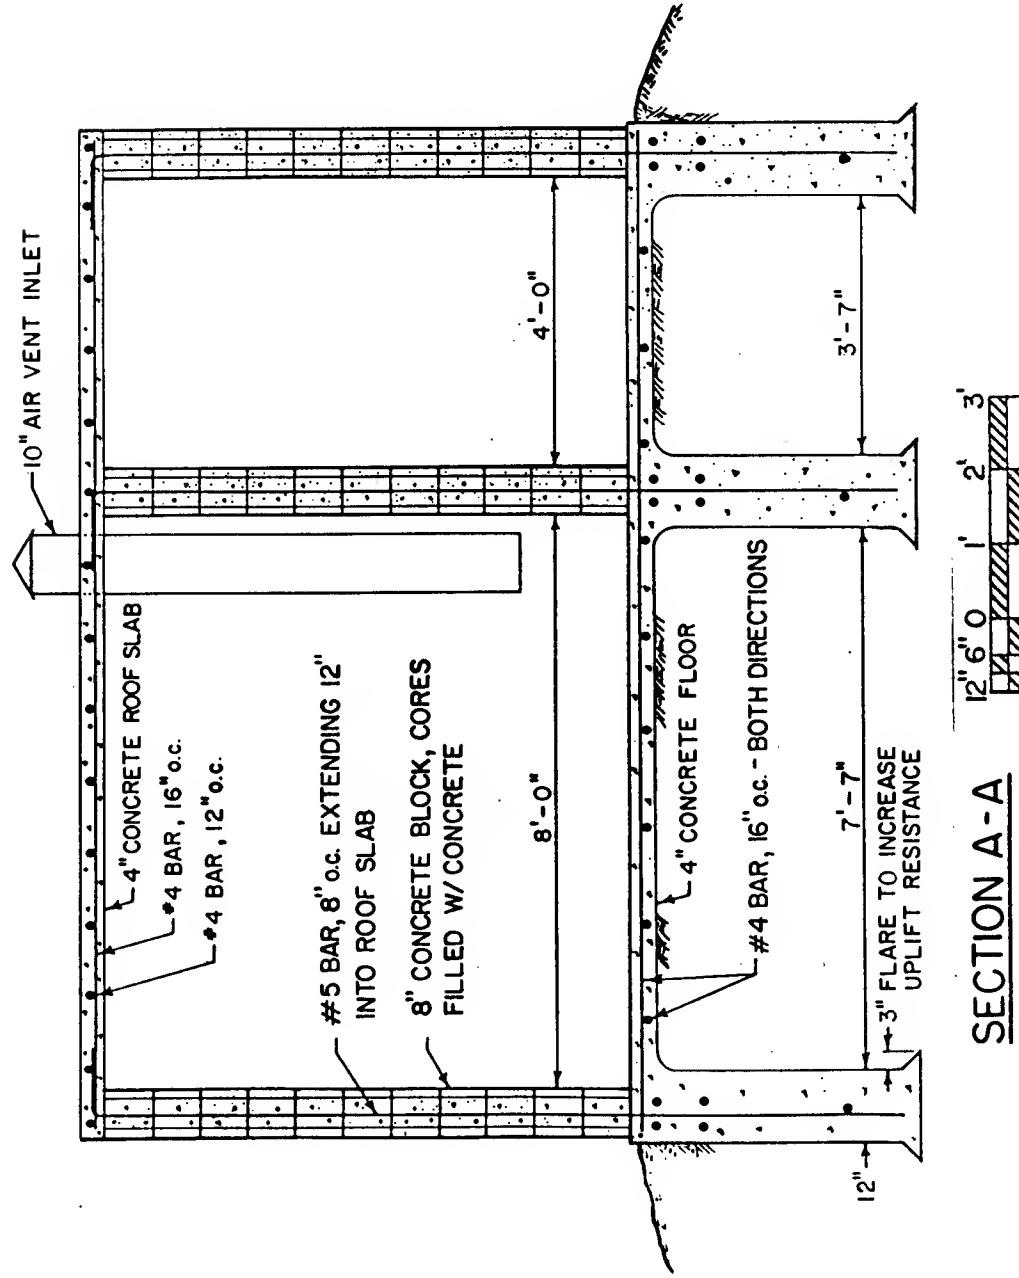 10" AIR VENT INLET
4" CONCRETE ROOF SLAB
#4 BAR, 16" o.c.
#4 BAR, 12" o.c.
#5 BAR, 8" o.c. EXTENDING 12"
INTO ROOF SLAB
8" CONCRETE BLOCK, CORES
FILLED W/ CONCRETE
8'-0"
4'-0"
4" CONCRETE FLOOR
#4 BAR, 16" o.c. - BOTH DIRECTIONS
7'-7"
3'-7"
3" FLARE TO INCREASE
UPLIFT RESISTANCE
12"
SECTION A-A
12" 6" 0 1' 2' 3'